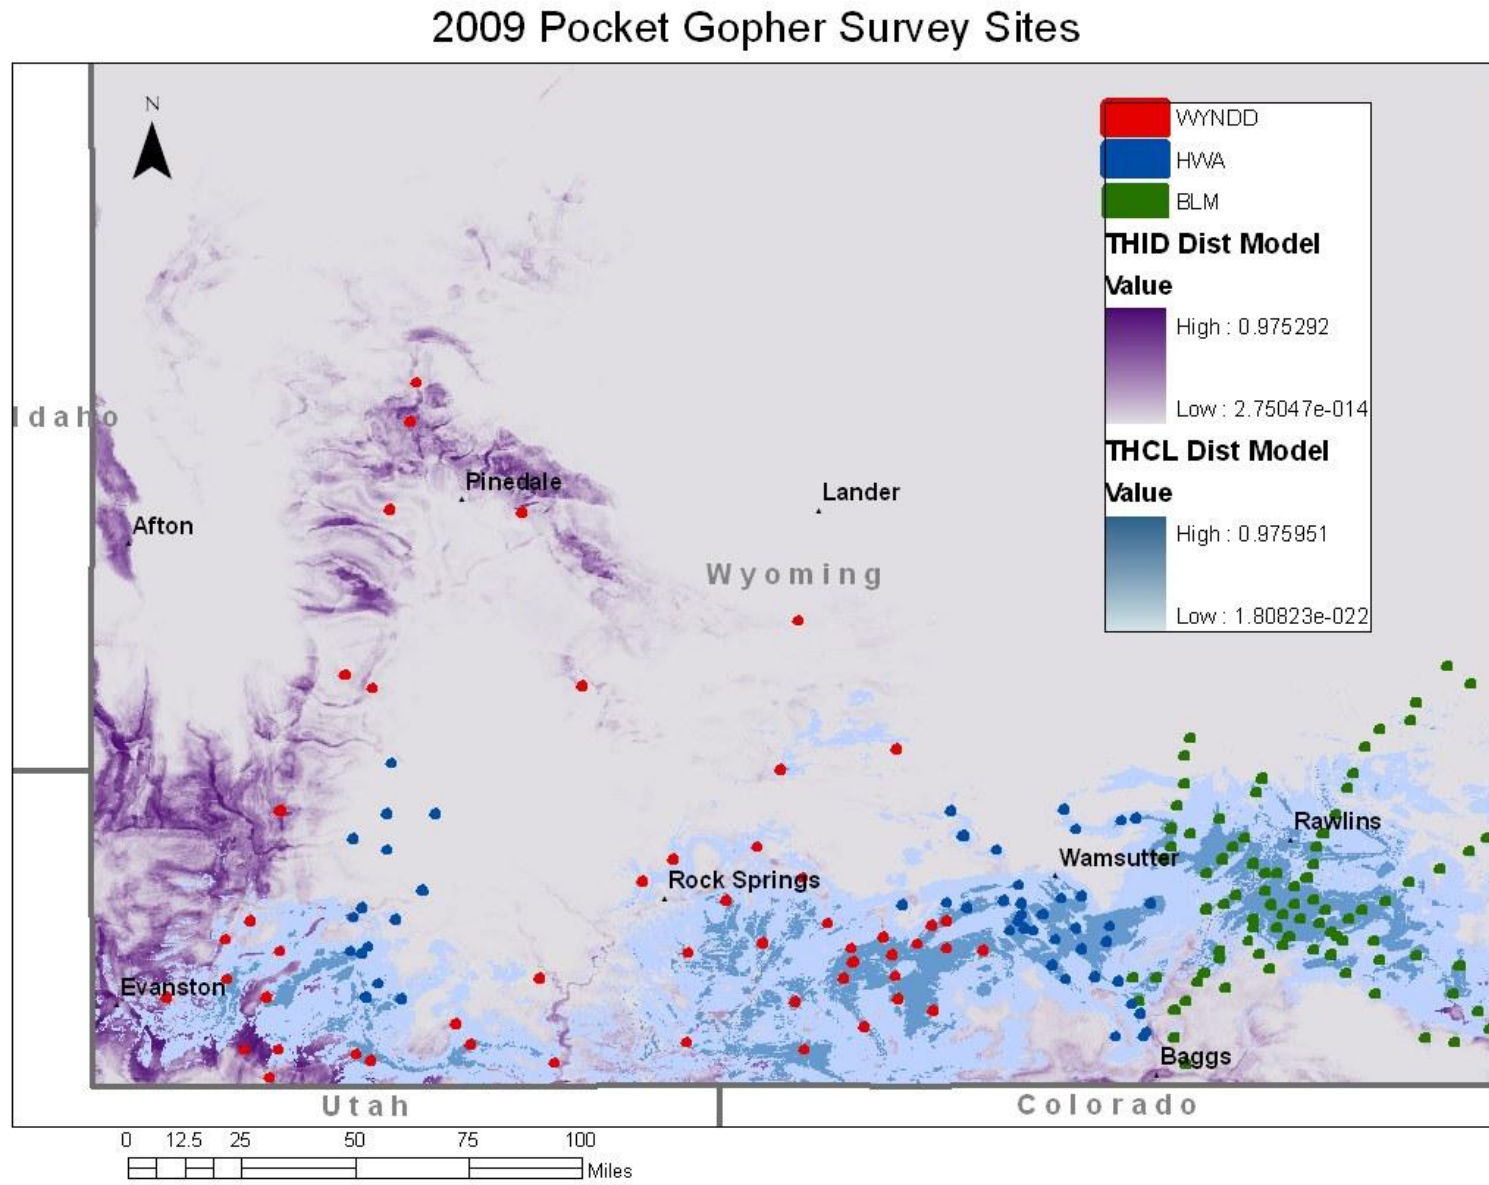 2009 Pocket Gopher Survey Sites
N
WYNDD
HWA
BLM
THID Dist Model
Value
High : 0.975292
Low : 2.75047e-014
THCL Dist Model
Value
High : 0.975951
Low : 1.80823e-022
Idaho
Pinedale
Lander
Afton
Wyoming
Rawlins
Wamsutter
Rock Springs
Evanston
Baggs
Utah
Colorado
0 12.5 25 50 75 100
Miles